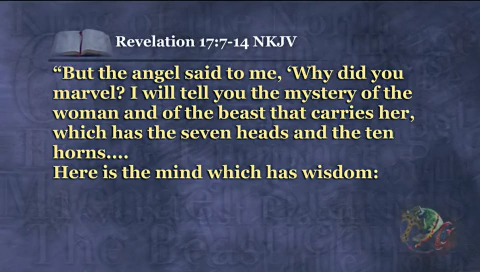 Revelation 17:7-14 NKJV
“But the angel said to me, ‘Why did you
marvel? I will tell you the mystery of the
woman and of the beast that carries her,
which has the seven heads and the ten
horns....
Here is the mind which has wisdom: